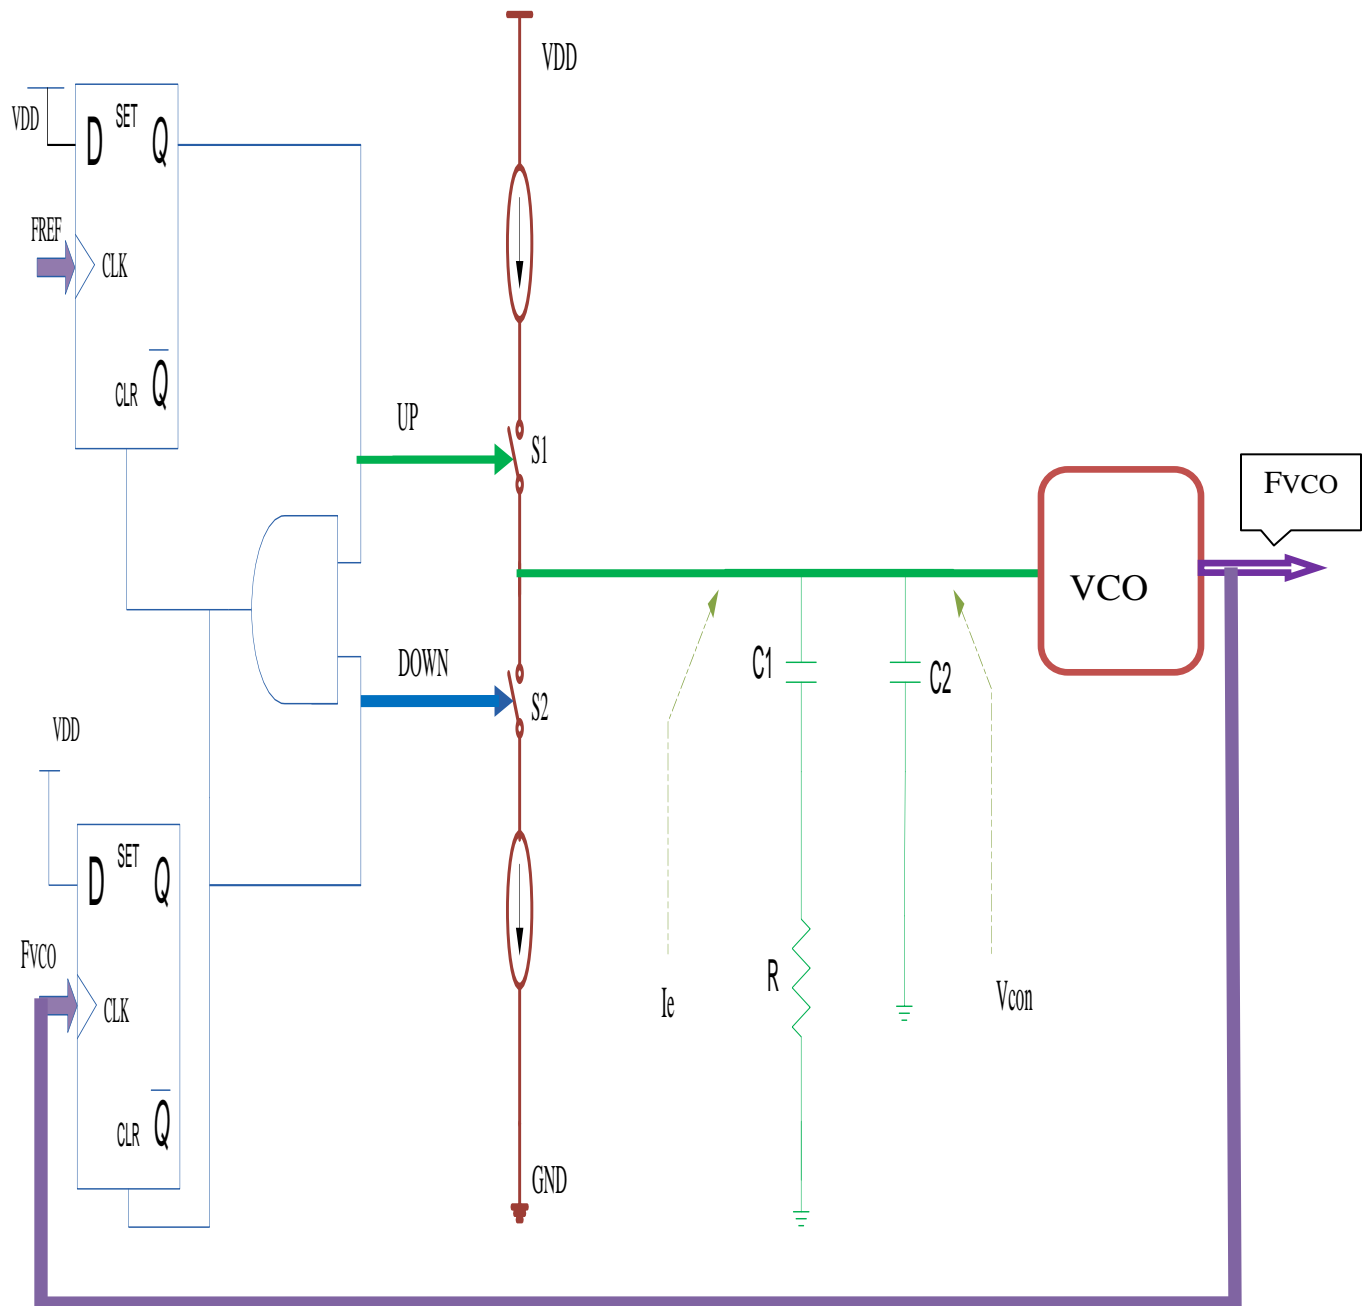 VDD
VDD
D SET Q
FREF
CLK
CLR Q
UP
S1
FVCO
VCO
DOWN
C1
C2
S2
VDD
D SET Q
FVCO
CLK
R
Ie
Vcon
CLR Q
GND